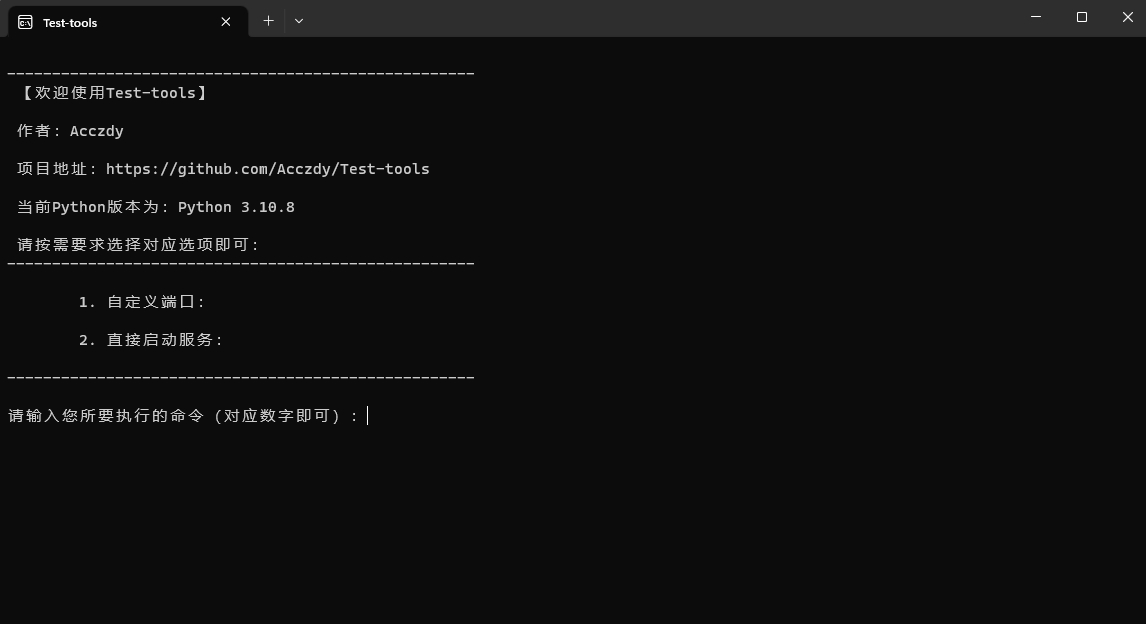 Test-tools
----------------------------------------------------
【欢迎使用Test-tools】
作者: Acczdy
项目地址: https://github.com/Acczdy/Test-tools
当前Python版本为: Python 3.10.8
请按需要求选择对应选项即可:
----------------------------------------------------
1. 自定义端口:
2. 直接启动服务:
----------------------------------------------------
请输入您所要执行的命令 (对应数字即可) :